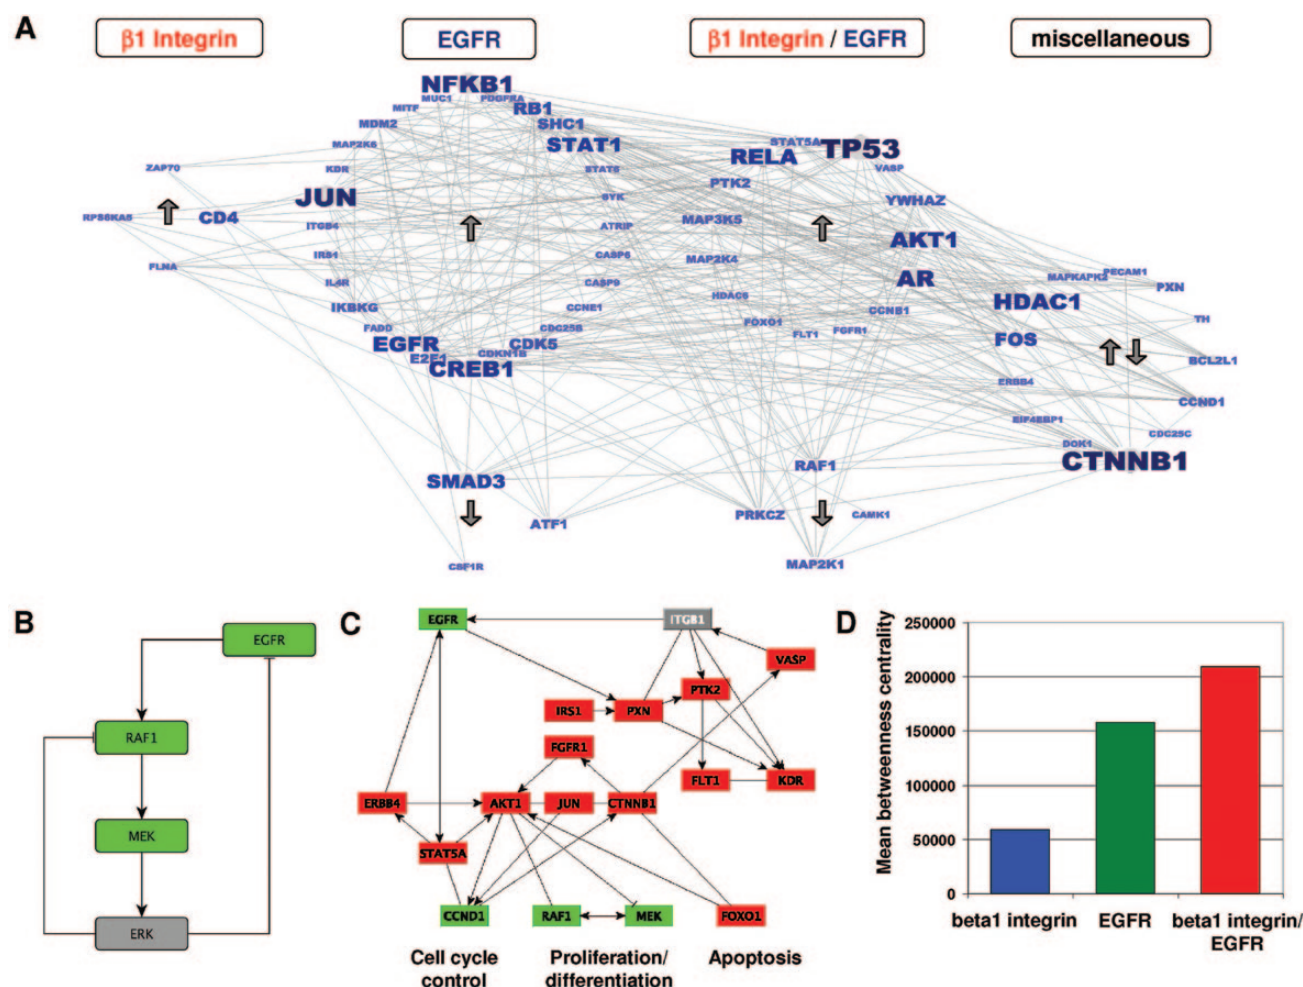 A
β1 Integrin
EGFR
β1 Integrin / EGFR
miscellaneous
NFKB1
MUC1
PDGFRA
MITF
RB1
MDM2
SHC1
MAP2K6
STAT1
STAT5A
TP53
RELA
ZAP70
KDR
STAT6
VASP
PTK2
JUN
SYK
YWHAZ
RPS6KA5
CD4
ITGB4
ATRIP
MAP3K5
AKT1
IRS1
CASP6
MAP2K4
FLNA
AR
MAPKAPK2
PECAM1
IL4R
CASP9
PXN
HDAC6
HDAC1
IKBKG
CCNE1
CCNB1
FADD
CDC25B
FOXO1
FLT1
FGFR1
TH
EGFR
CDK5
FOS
E2F1
CDKN1B
CREB1
BCL2L1
ERBB4
CCND1
EIF4EBP1
DOK1
CDC25C
CTNNB1
RAF1
SMAD3
ATF1
PRKCZ
CAMK1
CSF1R
MAP2K1
B
EGFR
RAF1
MEK
ERK
C
EGFR
ITGB1
VASP
PTK2
IRS1
PXN
FGFR1
FLT1
KDR
ERBB4
AKT1
JUN
CTNNB1
STAT5A
CCND1
RAF1
MEK
FOXO1
Cell cycle
control
Proliferation/
differentiation
Apoptosis
D
Mean betweenness centrality
250000
200000
150000
100000
50000
0
beta1 integrin
EGFR
beta1 integrin/
EGFR